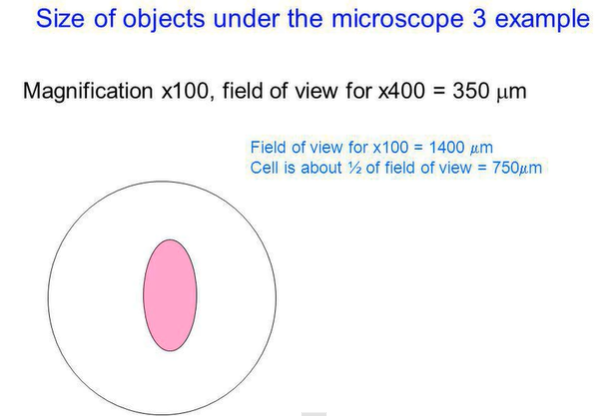 Size of objects under the microscope 3 example
Magnification x100, field of view for x400 = 350 μm
Field of view for x100 = 1400 μm
Cell is about ½ of field of view = 750μm